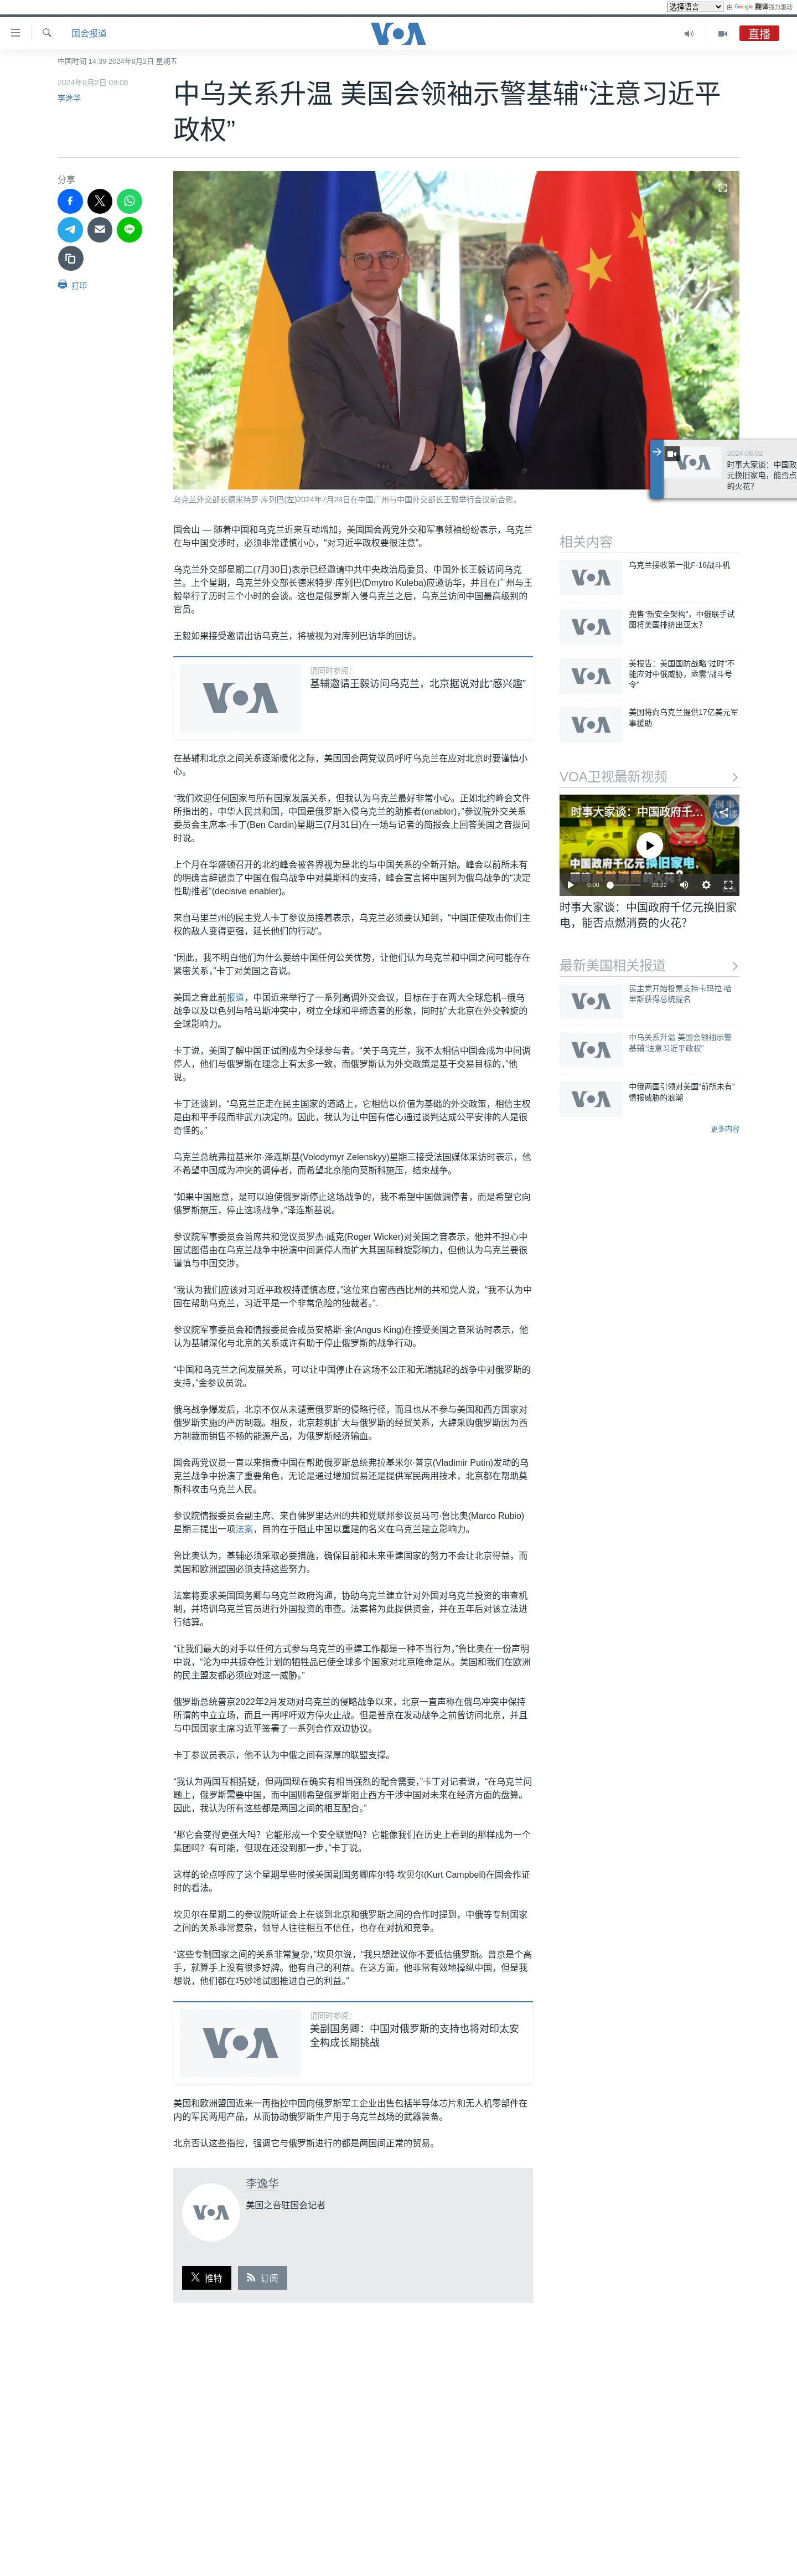 选择语言
由 Google 翻译强力驱动
国会报道
VOA
直播
中国时间 14:39 2024年8月2日 星期五
2024年8月2日 09:06
李逸华
中乌关系升温 美国会领袖示警基辅“注意习近平
政权”
分享
打印
乌克兰外交部长德米特罗·库列巴(左)2024年7月24日在中国广州与中国外交部长王毅举行会议前合影。
2024.08.02
时事大家谈：中国政
元换旧家电，能否点
的火花？
国会山 — 随着中国和乌克兰近来互动增加，美国国会两党外交和军事领袖纷纷表示，乌克兰
在与中国交涉时，必须非常谨慎小心，“对习近平政权要很注意”。
乌克兰外交部星期二(7月30日)表示已经邀请中共中央政治局委员、中国外长王毅访问乌克
兰。上个星期，乌克兰外交部长德米特罗·库列巴(Dmytro Kuleba)应邀访华，并且在广州与王
毅举行了历时三个小时的会谈。这也是俄罗斯入侵乌克兰之后，乌克兰访问中国最高级别的
官员。
王毅如果接受邀请出访乌克兰，将被视为对库列巴访华的回访。
请同时参阅：
基辅邀请王毅访问乌克兰，北京据说对此“感兴趣”
VOA
在基辅和北京之间关系逐渐暖化之际，美国国会两党议员呼吁乌克兰在应对北京时要谨慎小
心。
“我们欢迎任何国家与所有国家发展关系，但我认为乌克兰最好非常小心。正如北约峰会文件
所指出的，中华人民共和国，中国是俄罗斯入侵乌克兰的助推者(enabler)，”参议院外交关系
委员会主席本·卡丁(Ben Cardin)星期三(7月31日)在一场与记者的简报会上回答美国之音提问
时说。
上个月在华盛顿召开的北约峰会被各界视为是北约与中国关系的全新开始。峰会以前所未有
的明确言辞谴责了中国在俄乌战争中对莫斯科的支持，峰会宣言将中国列为俄乌战争的“决定
性助推者”(decisive enabler)。
来自马里兰州的民主党人卡丁参议员接着表示，乌克兰必须要认知到，“中国正使攻击你们主
权的敌人变得更强，延长他们的行动”。
“因此，我不明白他们为什么要给中国任何公关优势，让他们认为乌克兰和中国之间可能存在
紧密关系，”卡丁对美国之音说。
美国之音此前报道，中国近来举行了一系列高调外交会议，目标在于在两大全球危机--俄乌
战争以及以色列与哈马斯冲突中，树立全球和平缔造者的形象，同时扩大北京在外交斡旋的
全球影响力。
卡丁说，美国了解中国正试图成为全球参与者。“关于乌克兰，我不太相信中国会成为中间调
停人，他们与俄罗斯在理念上有太多一致，而俄罗斯认为外交政策是基于交易目标的，”他
说。
卡丁还谈到，“乌克兰正走在民主国家的道路上，它相信以价值为基础的外交政策，相信主权
是由和平手段而非武力决定的。因此，我认为让中国有信心通过谈判达成公平安排的人是很
奇怪的。”
乌克兰总统弗拉基米尔·泽连斯基(Volodymyr Zelenskyy)星期三接受法国媒体采访时表示，他
不希望中国成为冲突的调停者，而希望北京能向莫斯科施压，结束战争。
“如果中国愿意，是可以迫使俄罗斯停止这场战争的，我不希望中国做调停者，而是希望它向
俄罗斯施压，停止这场战争，”泽连斯基说。
参议院军事委员会首席共和党议员罗杰·威克(Roger Wicker)对美国之音表示，他并不担心中
国试图借由在乌克兰战争中扮演中间调停人而扩大其国际斡旋影响力，但他认为乌克兰要很
谨慎与中国交涉。
“我认为我们应该对习近平政权持谨慎态度，”这位来自密西西比州的共和党人说，“我不认为中
国在帮助乌克兰，习近平是一个非常危险的独裁者。”.
参议院军事委员会和情报委员会成员安格斯·金(Angus King)在接受美国之音采访时表示，他
认为基辅深化与北京的关系或许有助于停止俄罗斯的战争行动。
“中国和乌克兰之间发展关系，可以让中国停止在这场不公正和无端挑起的战争中对俄罗斯的
支持，”金参议员说。
俄乌战争爆发后，北京不仅从未谴责俄罗斯的侵略行径，而且也从不参与美国和西方国家对
俄罗斯实施的严厉制裁。相反，北京趁机扩大与俄罗斯的经贸关系，大肆采购俄罗斯因为西
方制裁而销售不畅的能源产品，为俄罗斯经济输血。
国会两党议员一直以来指责中国在帮助俄罗斯总统弗拉基米尔·普京(Vladimir Putin)发动的乌
克兰战争中扮演了重要角色，无论是通过增加贸易还是提供军民两用技术，北京都在帮助莫
斯科攻击乌克兰人民。
参议院情报委员会副主席、来自佛罗里达州的共和党联邦参议员马可·鲁比奥(Marco Rubio)
星期三提出一项法案，目的在于阻止中国以重建的名义在乌克兰建立影响力。
鲁比奥认为，基辅必须采取必要措施，确保目前和未来重建国家的努力不会让北京得益，而
美国和欧洲盟国必须支持这些努力。
法案将要求美国国务卿与乌克兰政府沟通，协助乌克兰建立针对外国对乌克兰投资的审查机
制，并培训乌克兰官员进行外国投资的审查。法案将为此提供资金，并在五年后对该立法进
行结算。
“让我们最大的对手以任何方式参与乌克兰的重建工作都是一种不当行为，”鲁比奥在一份声明
中说，“沦为中共掠夺性计划的牺牲品已使全球多个国家对北京唯命是从。美国和我们在欧洲
的民主盟友都必须应对这一威胁。”
俄罗斯总统普京2022年2月发动对乌克兰的侵略战争以来，北京一直声称在俄乌冲突中保持
所谓的中立立场，而且一再呼吁双方停火止战。但是普京在发动战争之前曾访问北京，并且
与中国国家主席习近平签署了一系列合作双边协议。
卡丁参议员表示，他不认为中俄之间有深厚的联盟支撑。
“我认为两国互相猜疑，但两国现在确实有相当强烈的配合需要，”卡丁对记者说，“在乌克兰问
题上，俄罗斯需要中国，而中国则希望俄罗斯阻止西方干涉中国对未来在经济方面的盘算。
因此，我认为所有这些都是两国之间的相互配合。”
“那它会变得更强大吗？它能形成一个安全联盟吗？它能像我们在历史上看到的那样成为一个
集团吗？有可能，但现在还没到那一步，”卡丁说。
这样的论点呼应了这个星期早些时候美国副国务卿库尔特·坎贝尔(Kurt Campbell)在国会作证
时的看法。
坎贝尔在星期二的参议院听证会上在谈到北京和俄罗斯之间的合作时提到，中俄等专制国家
之间的关系非常复杂，领导人往往相互不信任，也存在对抗和竞争。
“这些专制国家之间的关系非常复杂，”坎贝尔说，“我只想建议你不要低估俄罗斯。普京是个高
手，就算手上没有很多好牌。他有自己的利益。在这方面，他非常有效地操纵中国，但是我
想说，他们都在巧妙地试图推进自己的利益。”
请同时参阅：
美副国务卿：中国对俄罗斯的支持也将对印太安
全构成长期挑战
VOA
美国和欧洲盟国近来一再指控中国向俄罗斯军工企业出售包括半导体芯片和无人机零部件在
内的军民两用产品，从而协助俄罗斯生产用于乌克兰战场的武器装备。
北京否认这些指控，强调它与俄罗斯进行的都是两国间正常的贸易。
VOA
李逸华
美国之音驻国会记者
推特
订阅
相关内容
VOA
乌克兰接收第一批F-16战斗机
VOA
兜售“新安全架构”，中俄联手试
图将美国排挤出亚太？
VOA
美报告：美国国防战略“过时”不
能应对中俄威胁，亟需“战斗号
令”
VOA
美国将向乌克兰提供17亿美元军
事援助
VOA卫视最新视频
时事大家谈：中国政府千...
中国政府千亿元换旧家电,
0:00
23:22
时事大家谈：中国政府千亿元换旧家
电，能否点燃消费的火花？
最新美国相关报道
VOA
民主党开始投票支持卡玛拉·哈
里斯获得总统提名
VOA
中乌关系升温 美国会领袖示警
基辅“注意习近平政权”
VOA
中俄两国引领对美国“前所未有”
情报威胁的浪潮
更多内容